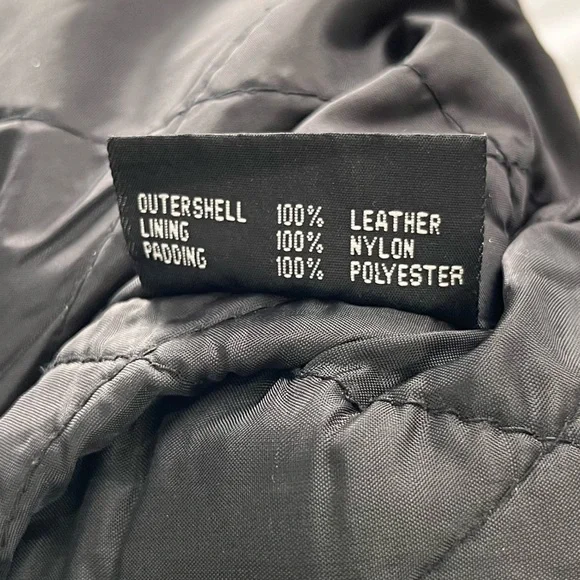 OUTERSHELL 100% LEATHER
LINING 100% NYLON
PADDING 100% POLYESTER